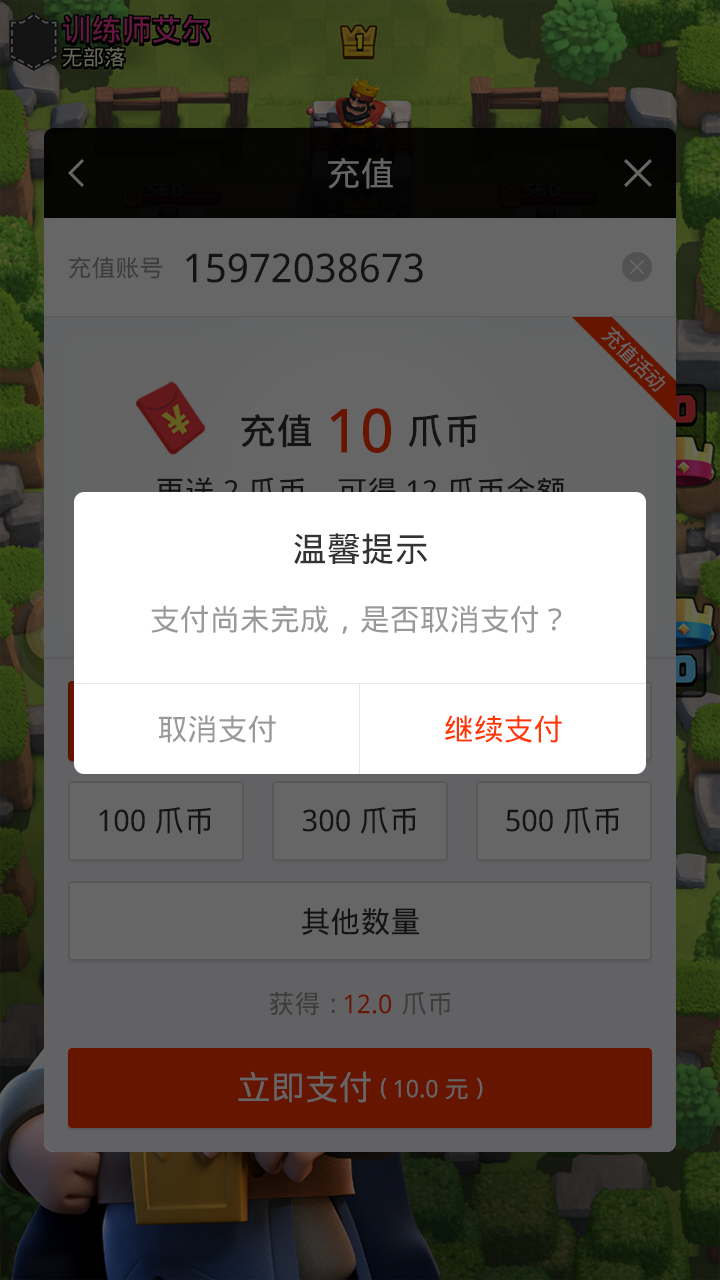 训练师艾尔
无部落
1
充值
充值账号 15972038673
充值活动
充值 10 爪币
再送 2 爪币，可得 12 爪币金额
温馨提示
支付尚未完成，是否取消支付？
取消支付 继续支付
100 爪币 300 爪币 500 爪币
其他数量
获得：12.0 爪币
立即支付（10.0 元）